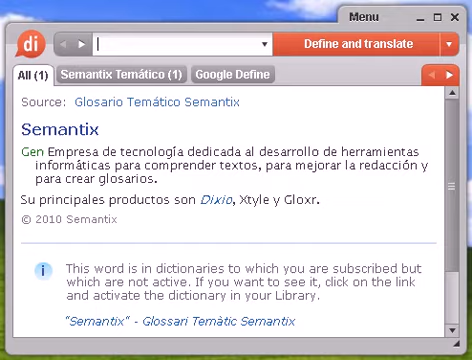 Menu
di
Define and translate
All (1)
Semantix Temático (1)
Google Define
Source: Glosario Temático Semantix
Semantix
Gen Empresa de tecnología dedicada al desarrollo de herramientas
informáticas para comprender textos, para mejorar la redacción y
para crear glosarios.
Su principales productos son Dixio, Xtyle y Gloxr.
© 2010 Semantix
i
This word is in dictionaries to which you are subscribed but
which are not active. If you want to see it, click on the link
and activate the dictionary in your Library.
"Semantix" - Glossari Temàtic Semantix